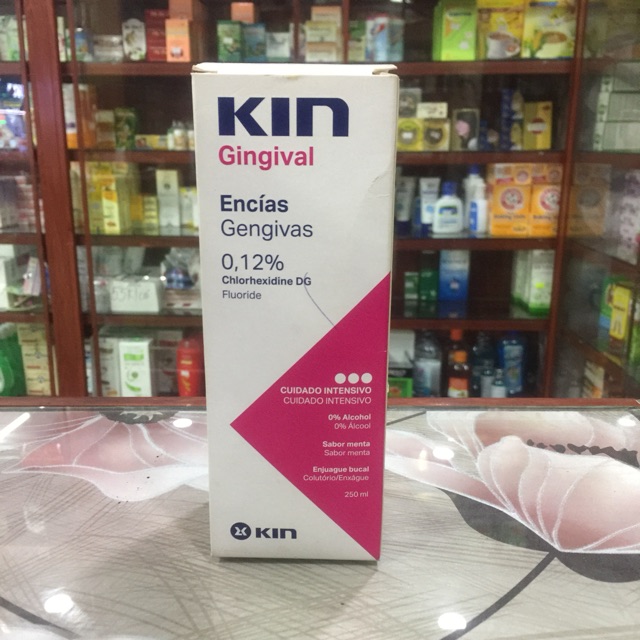 KIN
Gingival
Encías
Gengivas
0,12%
Chlorhexidine DG
Fluoride
CUIDADO INTENSIVO
CUIDADO INTENSIVO
0% Alcohol
0% Álcool
Sabor menta
Sabor menta
Enjuague bucal
Colutório/Enxágue
250 ml
KIN